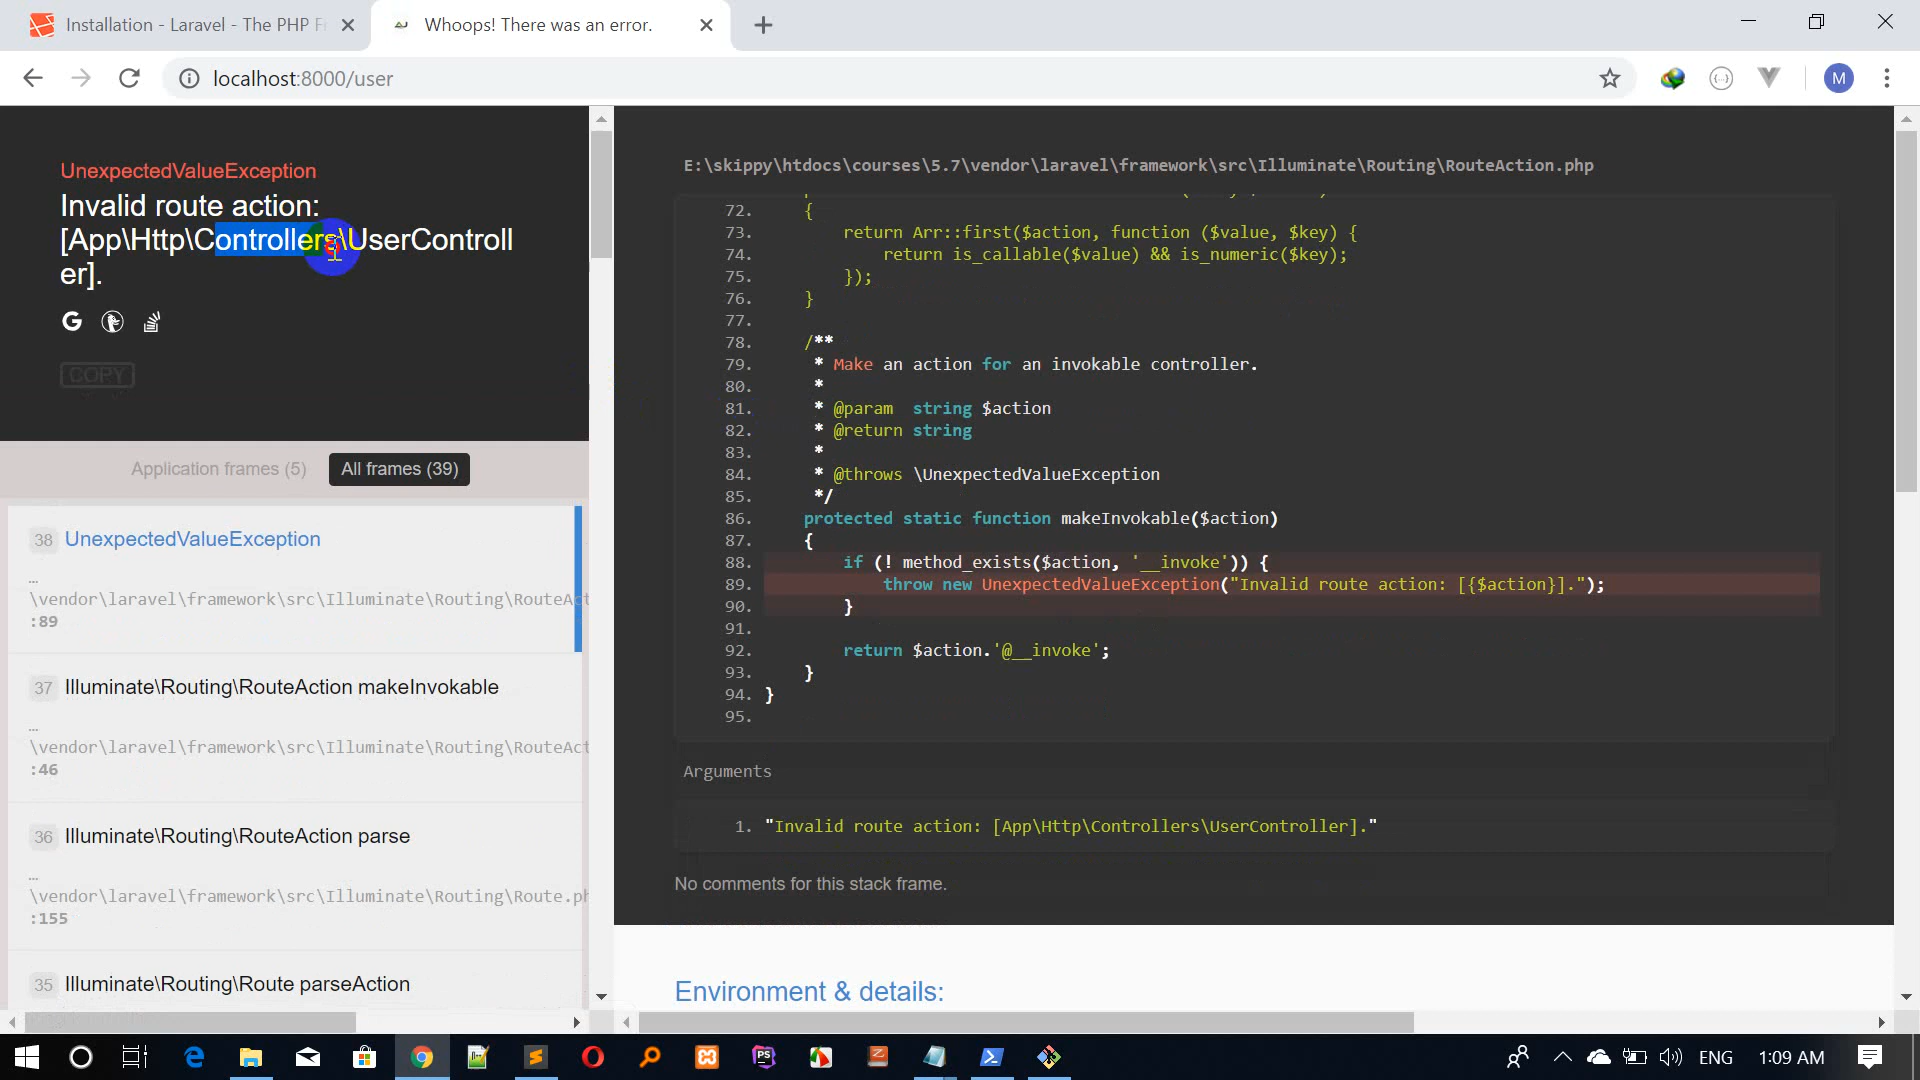 Installation - Laravel - The PHP Fr
Whoops! There was an error.
localhost:8000/user
M
UnexpectedValueException
Invalid route action:
[App\Http\Controllers\UserControll
er].
G
COPY
Application frames (5)
All frames (39)
38 UnexpectedValueException
…
\vendor\laravel\framework\src\Illuminate\Routing\RouteAct
:89
37 Illuminate\Routing\RouteAction makeInvokable
…
\vendor\laravel\framework\src\Illuminate\Routing\RouteAct
:46
36 Illuminate\Routing\RouteAction parse
…
\vendor\laravel\framework\src\Illuminate\Routing\Route.ph
:155
35 Illuminate\Routing\Route parseAction
E:\skippy\htdocs\courses\5.7\vendor\laravel\framework\src\Illuminate\Routing\RouteAction.php
72. {
73. return Arr::first($action, function ($value, $key) {
74. return is_callable($value) && is_numeric($key);
75. });
76. }
77.
78. /**
79. * Make an action for an invokable controller.
80. *
81. * @param  string $action
82. * @return string
83. *
84. * @throws \UnexpectedValueException
85. */
86. protected static function makeInvokable($action)
87. {
88. if (! method_exists($action, '__invoke')) {
89. throw new UnexpectedValueException("Invalid route action: [{$action}].");
90. }
91.
92. return $action.'@__invoke';
93. }
94. }
95.
Arguments
1. "Invalid route action: [App\Http\Controllers\UserController]."
No comments for this stack frame.
Environment & details:
ENG
1:09 AM